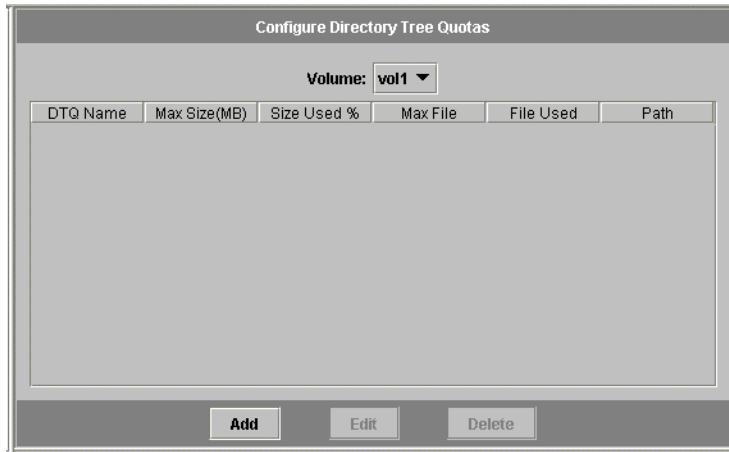 Configure Directory Tree Quotas
Volume: vol1
DTQ Name Max Size(MB) Size Used % Max File File Used Path
Add Edit Delete